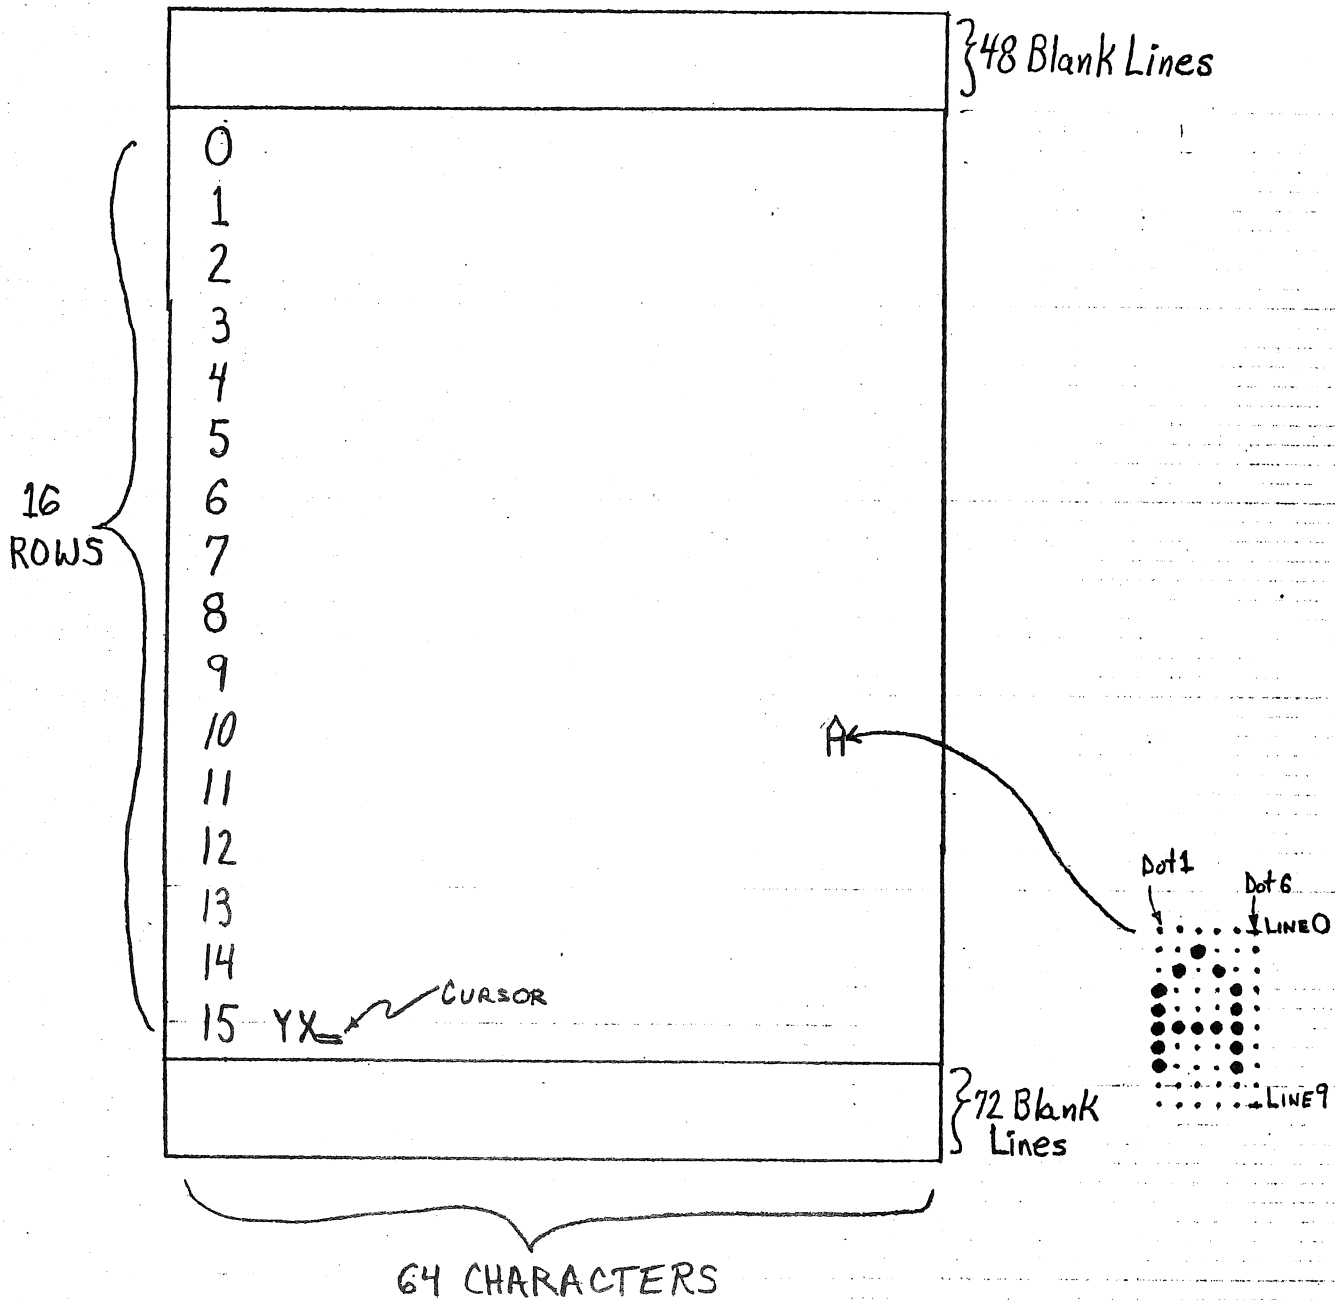 48 Blank Lines
0
1
2
3
4
5
6
7
8
9
10 A
11
12
13
14
15 YX_
CURSOR
16
ROWS
Dot 1
Dot 6
LINE 0
LINE 9
72 Blank
Lines
64 CHARACTERS